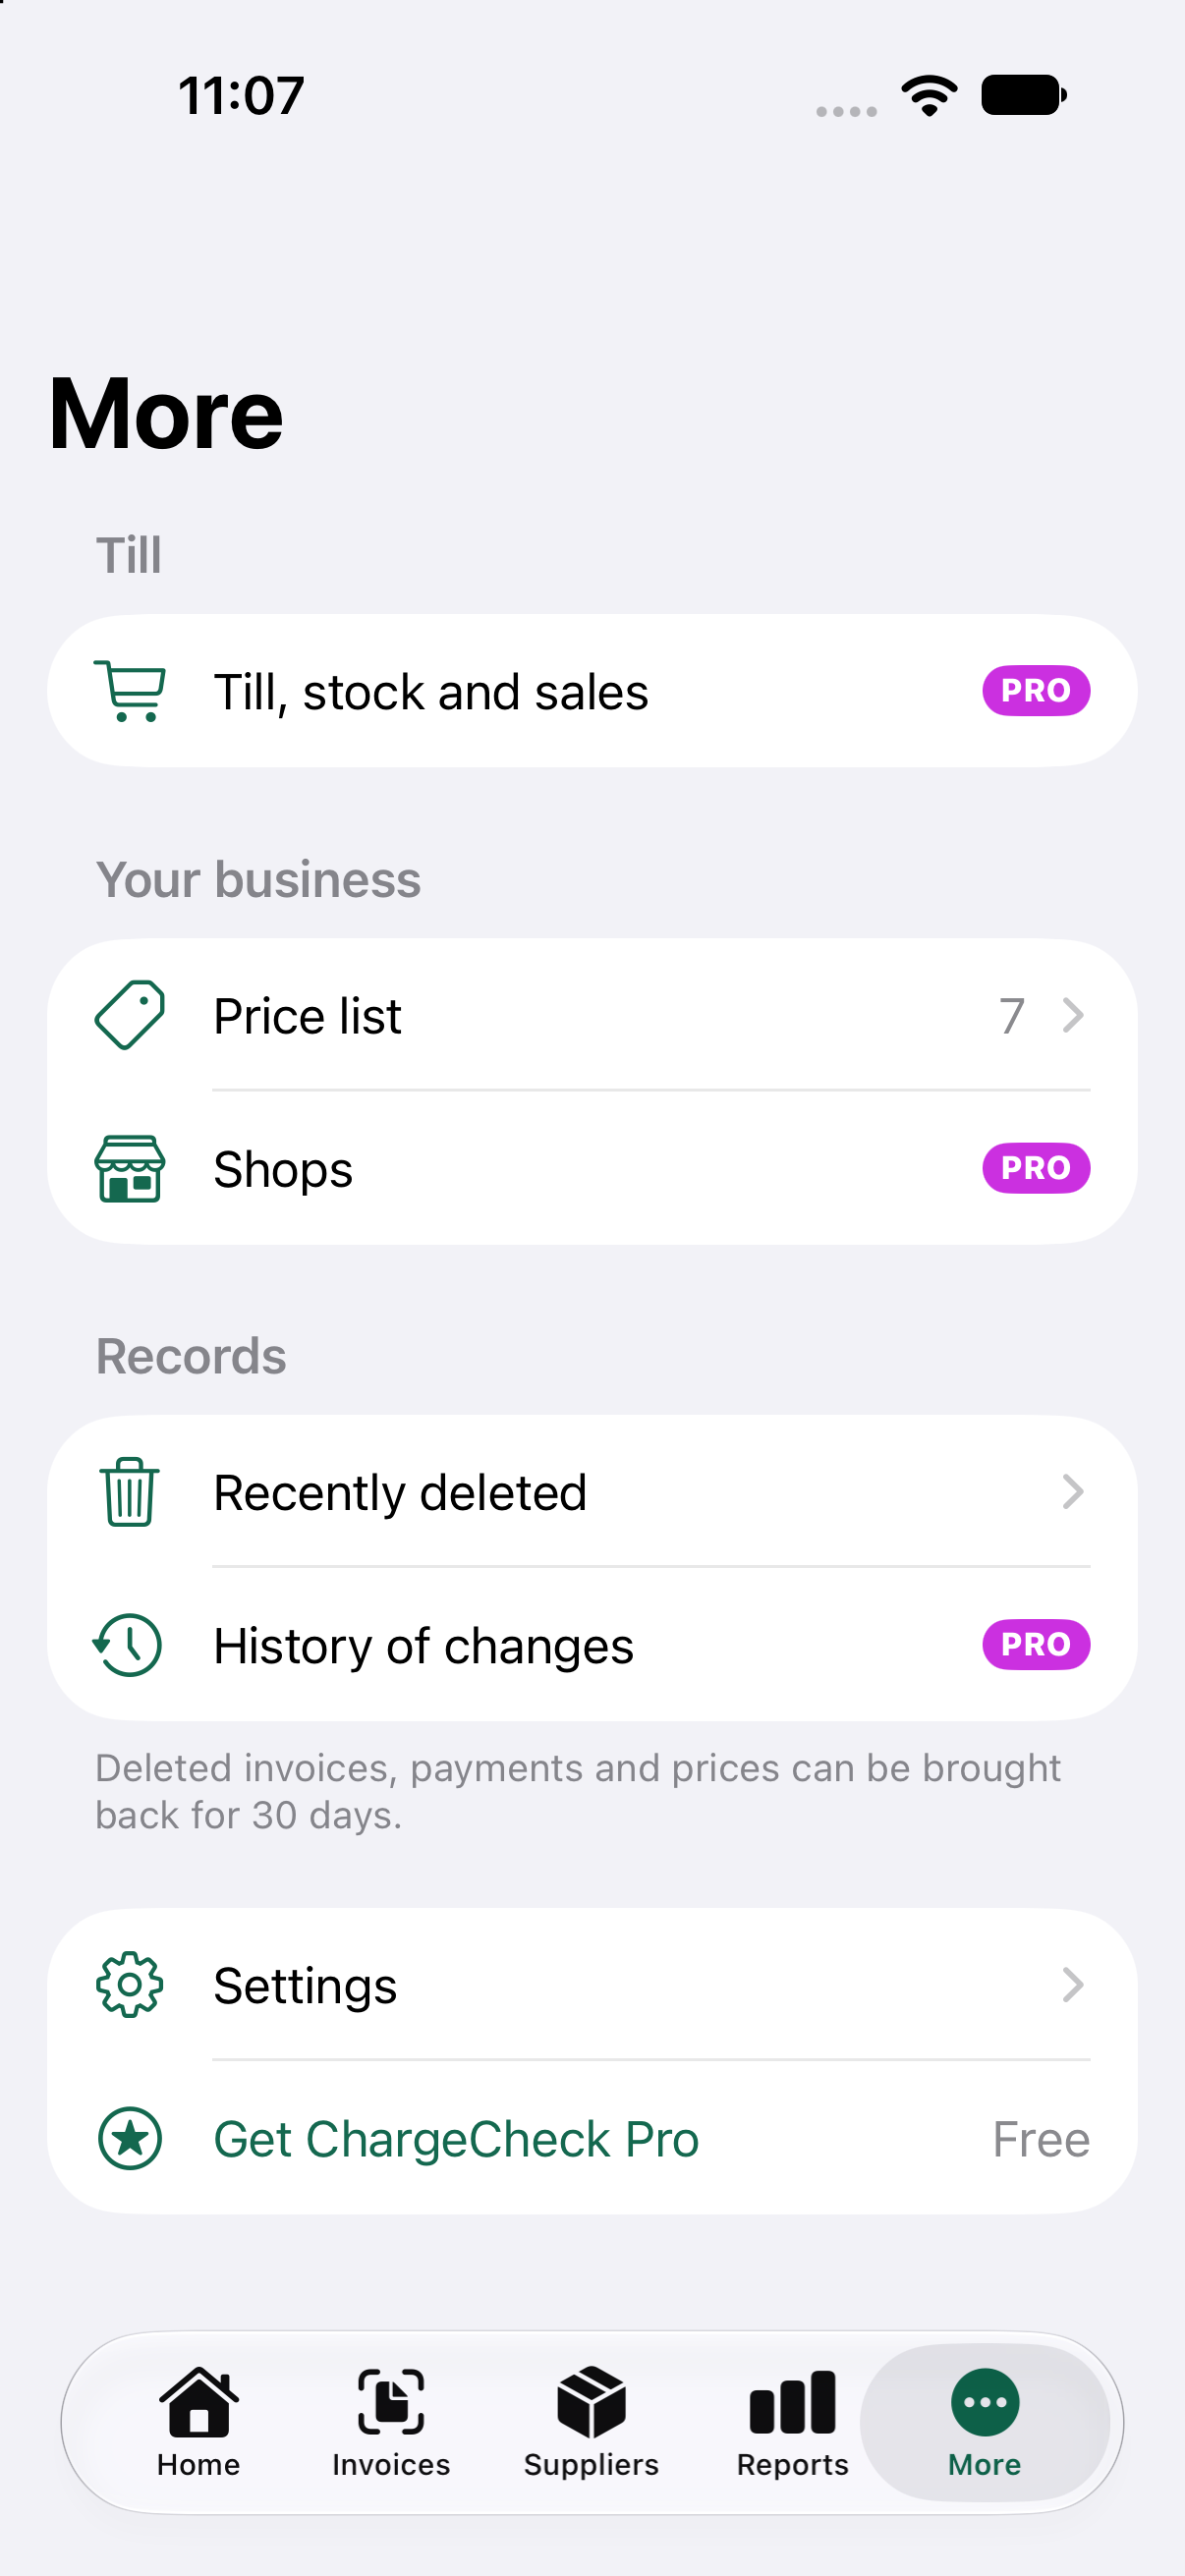 11:07
More
Till
Till, stock and sales PRO
Your business
Price list 7
Shops PRO
Records
Recently deleted
History of changes PRO
Deleted invoices, payments and prices can be brought
back for 30 days.
Settings
Get ChargeCheck Pro Free
Home Invoices Suppliers Reports More